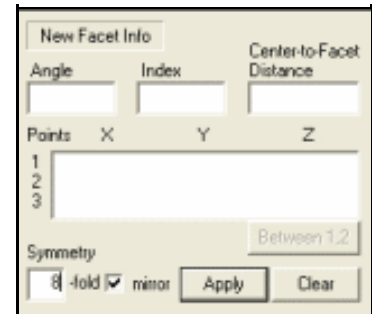 New Facet Info
Center-to-Facet
Angle Index Distance
Points X Y Z
1
2
3
Between 1,2
Symmetry
8 -fold mirror Apply Clear